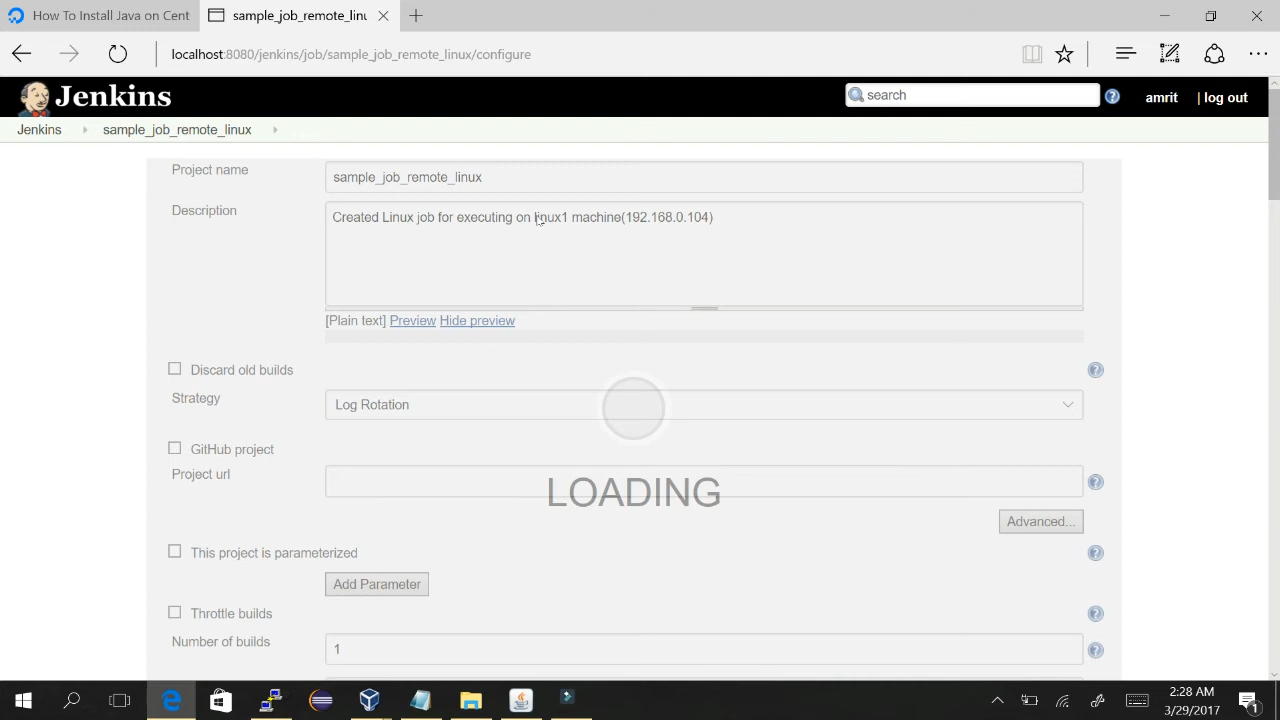 How To Install Java on Cent
sample_job_remote_linu
localhost:8080/jenkins/job/sample_job_remote_linux/configure
Jenkins
search
amrit
| log out
Jenkins
sample_job_remote_linux
Project name
sample_job_remote_linux
Description
Created Linux job for executing on linux1 machine(192.168.0.104)
[Plain text] Preview Hide preview
Discard old builds
Strategy
Log Rotation
GitHub project
Project url
LOADING
Advanced...
This project is parameterized
Add Parameter
Throttle builds
Number of builds
1
2:28 AM
3/29/2017
1